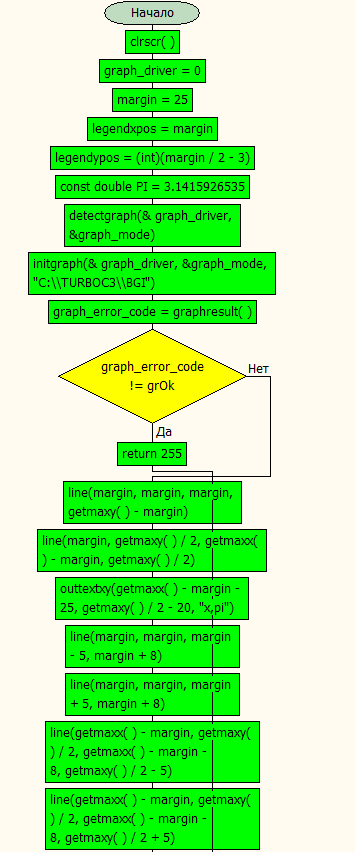 Начало
clrscr( )
graph_driver = 0
margin = 25
legendxpos = margin
legendypos = (int)(margin / 2 - 3)
const double PI = 3.1415926535
detectgraph(& graph_driver,
&graph_mode)
initgraph(& graph_driver, &graph_mode,
"C:\\TURBOC3\\BGI")
graph_error_code = graphresult( )
graph_error_code
!= grOk
Нет
Да
return 255
line(margin, margin, margin,
getmaxy( ) - margin)
line(margin, getmaxy( ) / 2, getmaxx(
) - margin, getmaxy( ) / 2)
outtextxy(getmaxx( ) - margin -
25, getmaxy( ) / 2 - 20, "x,pi")
line(margin, margin, margin
- 5, margin + 8)
line(margin, margin, margin
+ 5, margin + 8)
line(getmaxx( ) - margin, getmaxy(
) / 2, getmaxx( ) - margin -
8, getmaxy( ) / 2 - 5)
line(getmaxx( ) - margin, getmaxy(
) / 2, getmaxx( ) - margin -
8, getmaxy( ) / 2 + 5)